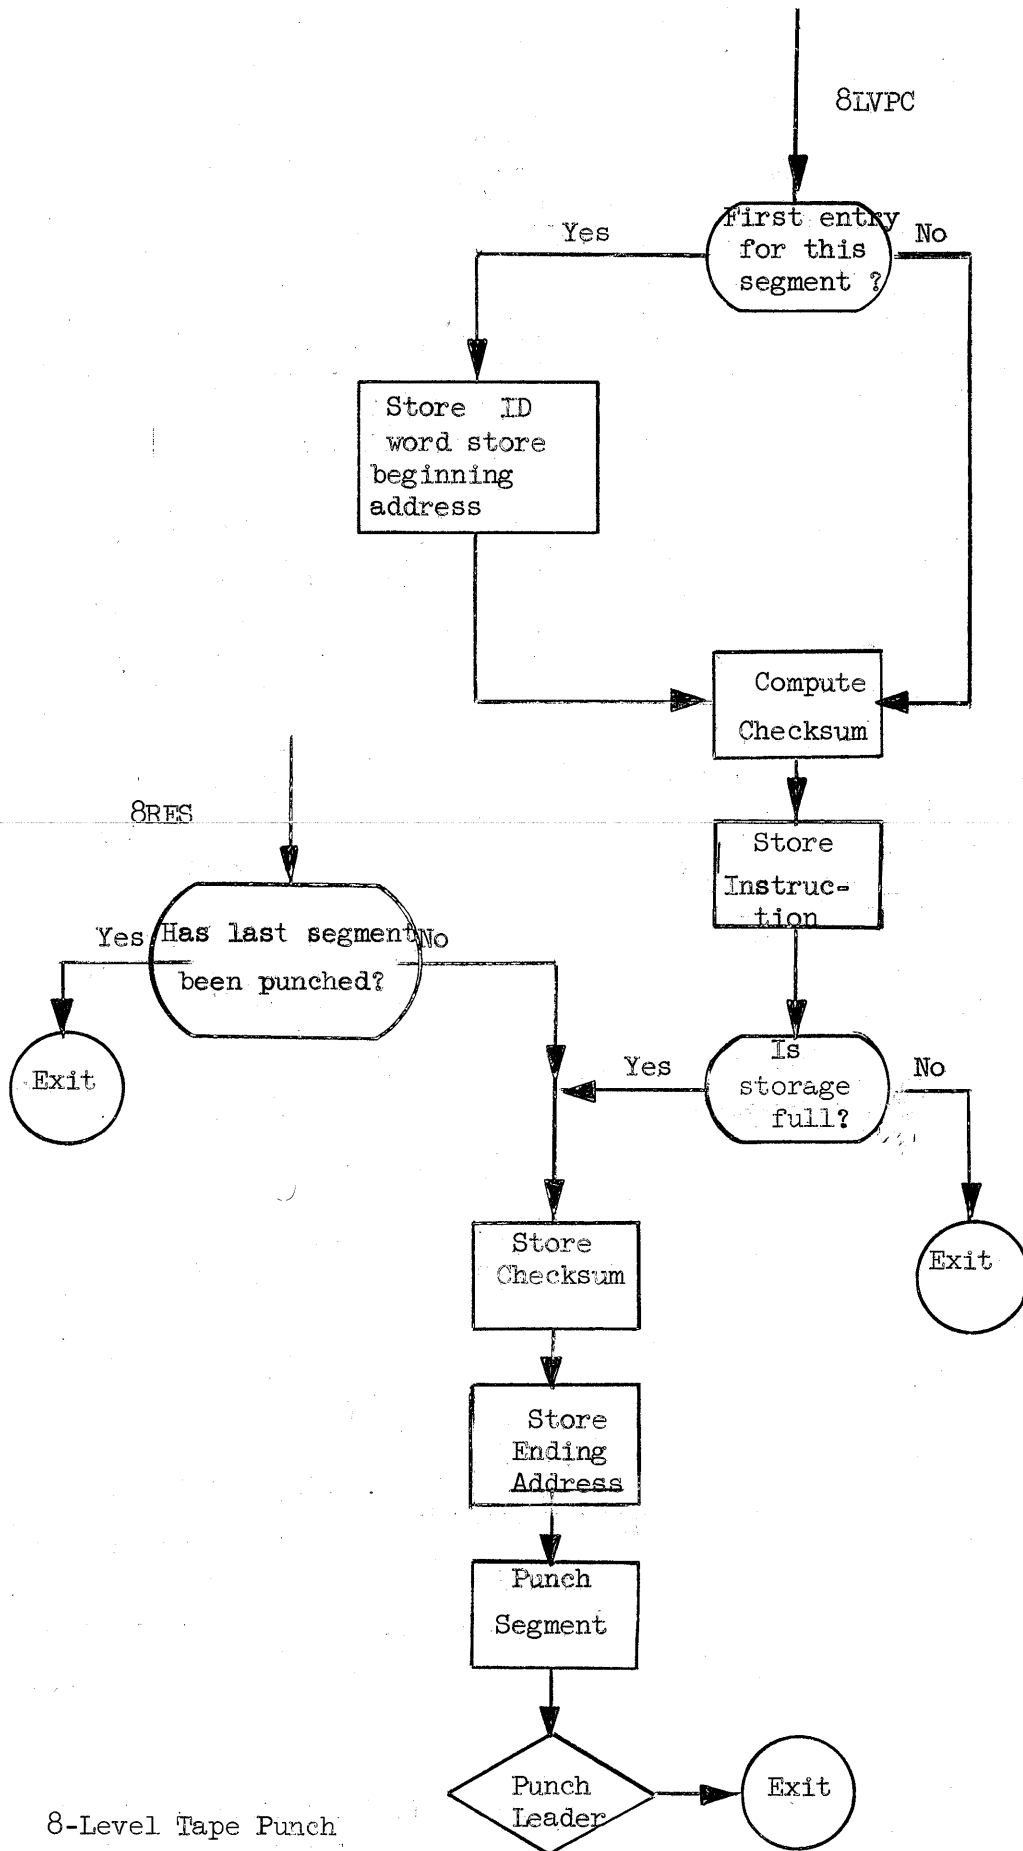 8LVPC
First entry
for this
segment ?
Yes
No
Store ID
word store
beginning
address
Compute
Checksum
8RES
Store
Instruc-
tion
Has last segment
been punched?
Yes
No
Exit
Is
storage
full?
Yes
No
Exit
Store
Checksum
Store
Ending
Address
Punch
Segment
Punch
Leader
Exit
8-Level Tape Punch